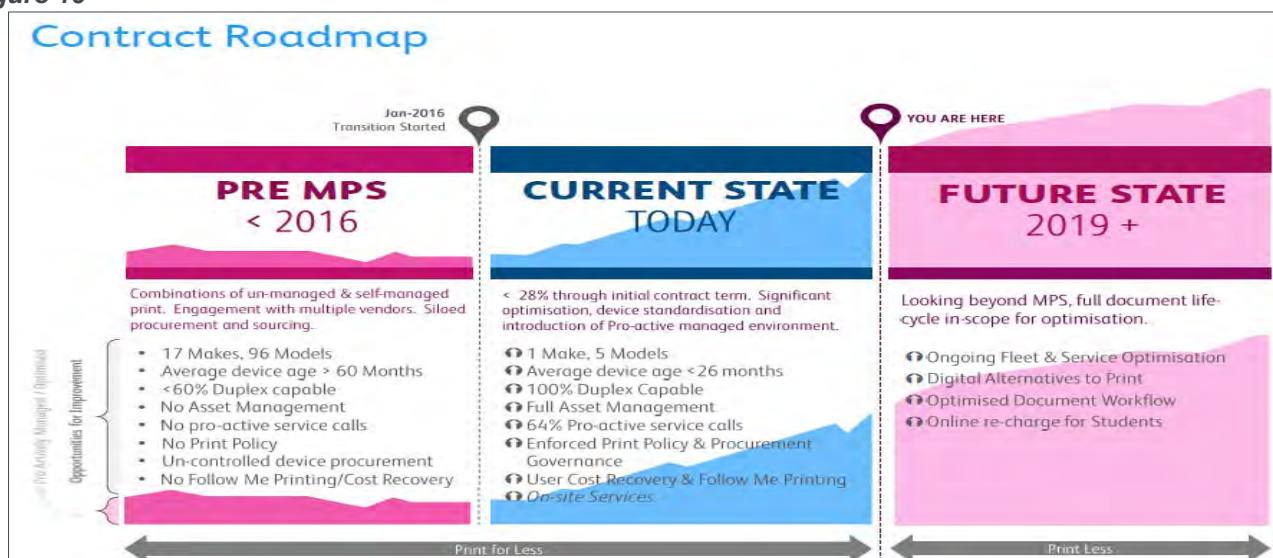 Contract Roadmap
Jan-2016
Transition Started
YOU ARE HERE
PRE MPS
< 2016
Combinations of un-managed & self-managed
print. Engagement with multiple vendors. Siloed
procurement and sourcing.
• 17 Makes, 96 Models
• Average device age > 60 Months
• <60% Duplex capable
• No Asset Management
• No pro-active service calls
• No Print Policy
• Un-controlled device procurement
• No Follow Me Printing/Cost Recovery
Opportunities for Improvement
CURRENT STATE
TODAY
< 28% through initial contract term. Significant
optimisation, device standardisation and
introduction of Pro-active managed environment.
1 Make, 5 Models
Average device age <26 months
100% Duplex Capable
Full Asset Management
64% Pro-active service calls
Enforced Print Policy & Procurement
Governance
User Cost Recovery & Follow Me Printing
On-site Services
FUTURE STATE
2019 +
Looking beyond MPS, full document life-
cycle in-scope for optimisation.
Ongoing Fleet & Service Optimisation
Digital Alternatives to Print
Optimised Document Workflow
Online re-charge for Students
Print for Less
Print Less